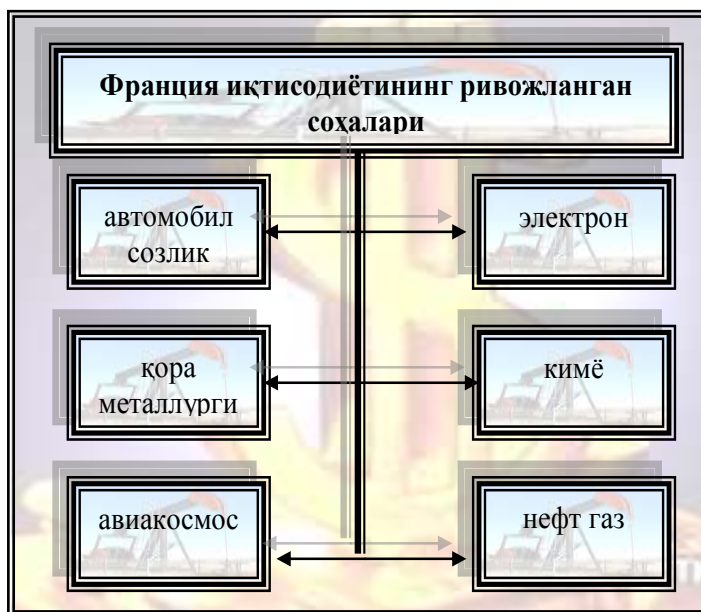 Франция иқтисодиётининг ривожланган
соҳалари
автомобил
созлик
электрон
қора
металлурги
кимё
авиакосмос
нефт газ